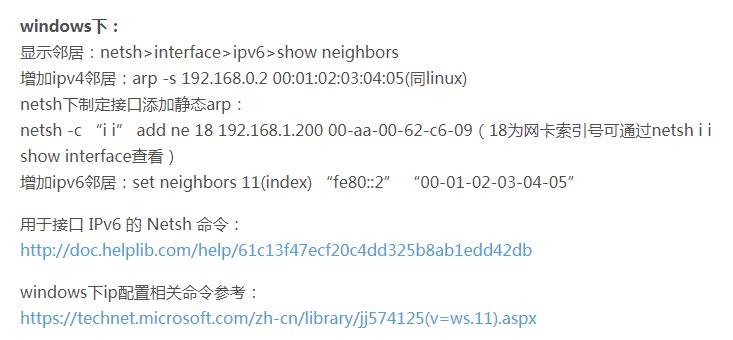 windows下：
显示邻居：netsh>interface>ipv6>show neighbors
增加ipv4邻居：arp -s 192.168.0.2 00:01:02:03:04:05(同linux)
netsh下制定接口添加静态arp：
netsh -c “i i” add ne 18 192.168.1.200 00-aa-00-62-c6-09（18为网卡索引号可通过netsh i i
show interface查看）
增加ipv6邻居：set neighbors 11(index) “fe80::2” “00-01-02-03-04-05”
用于接口 IPv6 的 Netsh 命令：
http://doc.helplib.com/help/61c13f47ecf20c4dd325b8ab1edd42db
windows下ip配置相关命令参考：
https://technet.microsoft.com/zh-cn/library/jj574125(v=ws.11).aspx